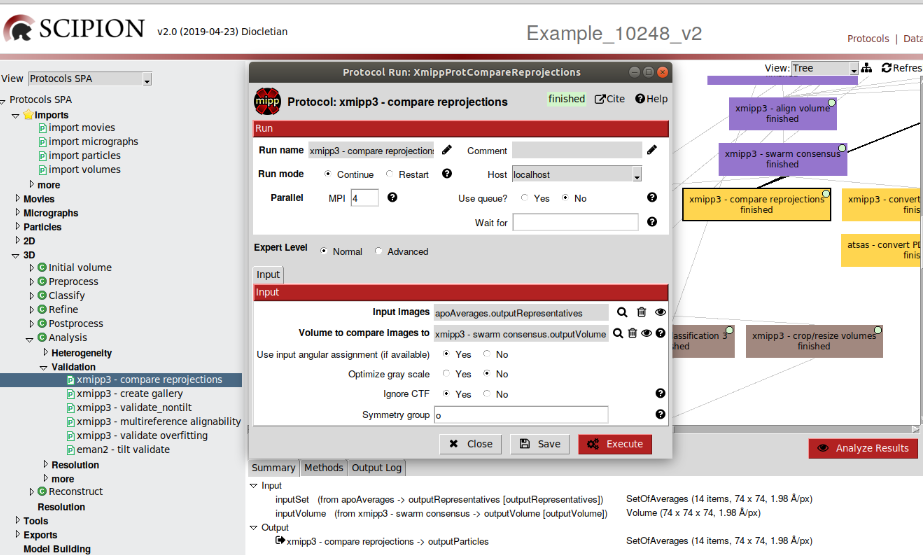 SCIPION v2.0 (2019-04-23) Diocletian
Example_10248_v2
Protocols | Data
View Protocols SPA
View: Tree
Refres
Protocols SPA
Imports
import movies
import micrographs
import particles
import volumes
more
Movies
Micrographs
Particles
2D
3D
Initial volume
Preprocess
Classify
Refine
Postprocess
Analysis
Heterogeneity
Validation
xmipp3 - compare reprojections
xmipp3 - create gallery
xmipp3 - validate_nontilt
xmipp3 - multireference alignability
xmipp3 - validate overfitting
eman2 - tilt validate
Resolution
more
Reconstruct
Resolution
Tools
Exports
Model Building
Protocol Run: XmippProtCompareReprojections
mipp
Protocol: xmipp3 - compare reprojections
finished
Cite
Help
Run
Run name xmipp3 - compare reprojections
Comment
Run mode Continue Restart
Host localhost
Parallel MPI 4
Use queue? Yes No
Wait for
Expert Level Normal Advanced
Input
Input
Input Images apoAverages.outputRepresentatives
Volume to compare Images to xmipp3 - swarm consensus.outputVolume
Use input angular assignment (if available) Yes No
Optimize gray scale Yes No
Ignore CTF Yes No
Symmetry group o
Close
Save
Execute
xmipp3 - align volume
finished
xmipp3 - swarm consensus
finished
xmipp3 - compare reprojections
finished
xmipp3 - convert
finis
atsas - convert PD
finis
assification 3
hed
xmipp3 - crop/resize volumes
finished
Analyze Results
Summary Methods Output Log
Input
inputSet (from apoAverages -> outputRepresentatives [outputRepresentatives]) SetOfAverages (14 items, 74 x 74, 1.98 Å/px)
inputVolume (from xmipp3 - swarm consensus -> outputVolume [outputVolume]) Volume (74 x 74 x 74, 1.98 Å/px)
Output
xmipp3 - compare reprojections -> outputParticles SetOfAverages (14 items, 74 x 74, 1.98 Å/px)